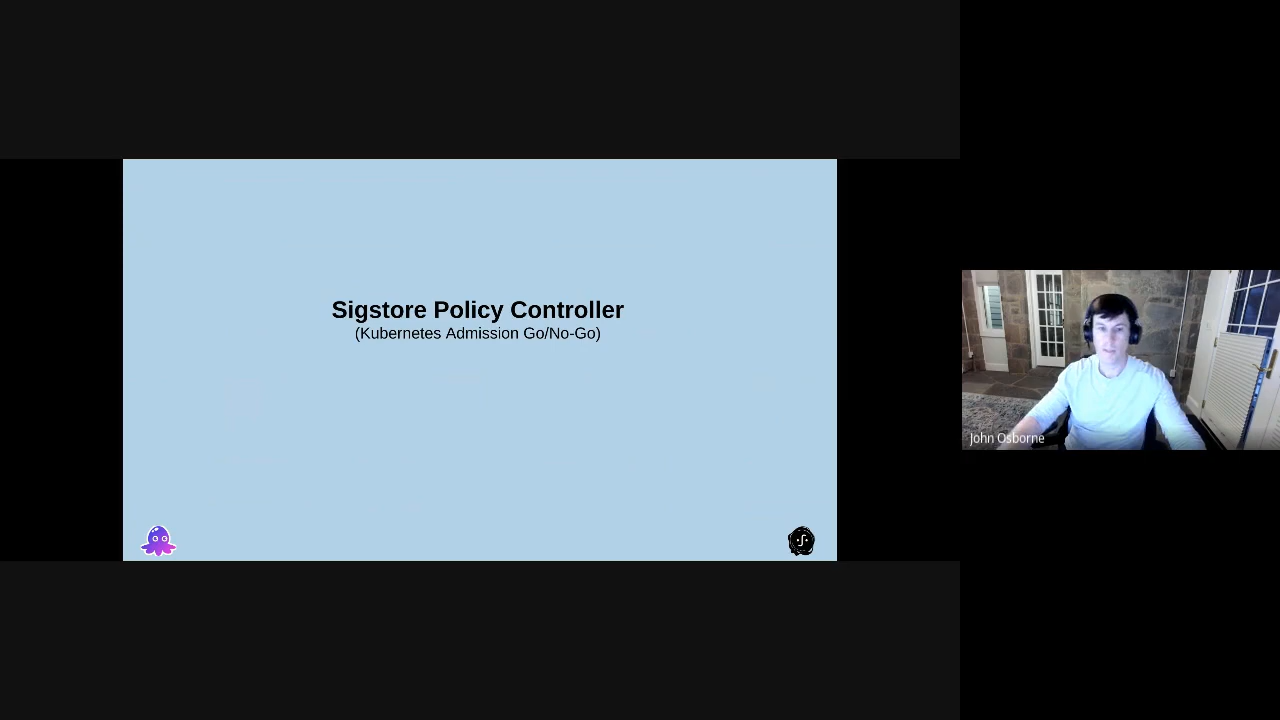 Sigstore Policy Controller
(Kubernetes Admission Go/No-Go)
John Osborne